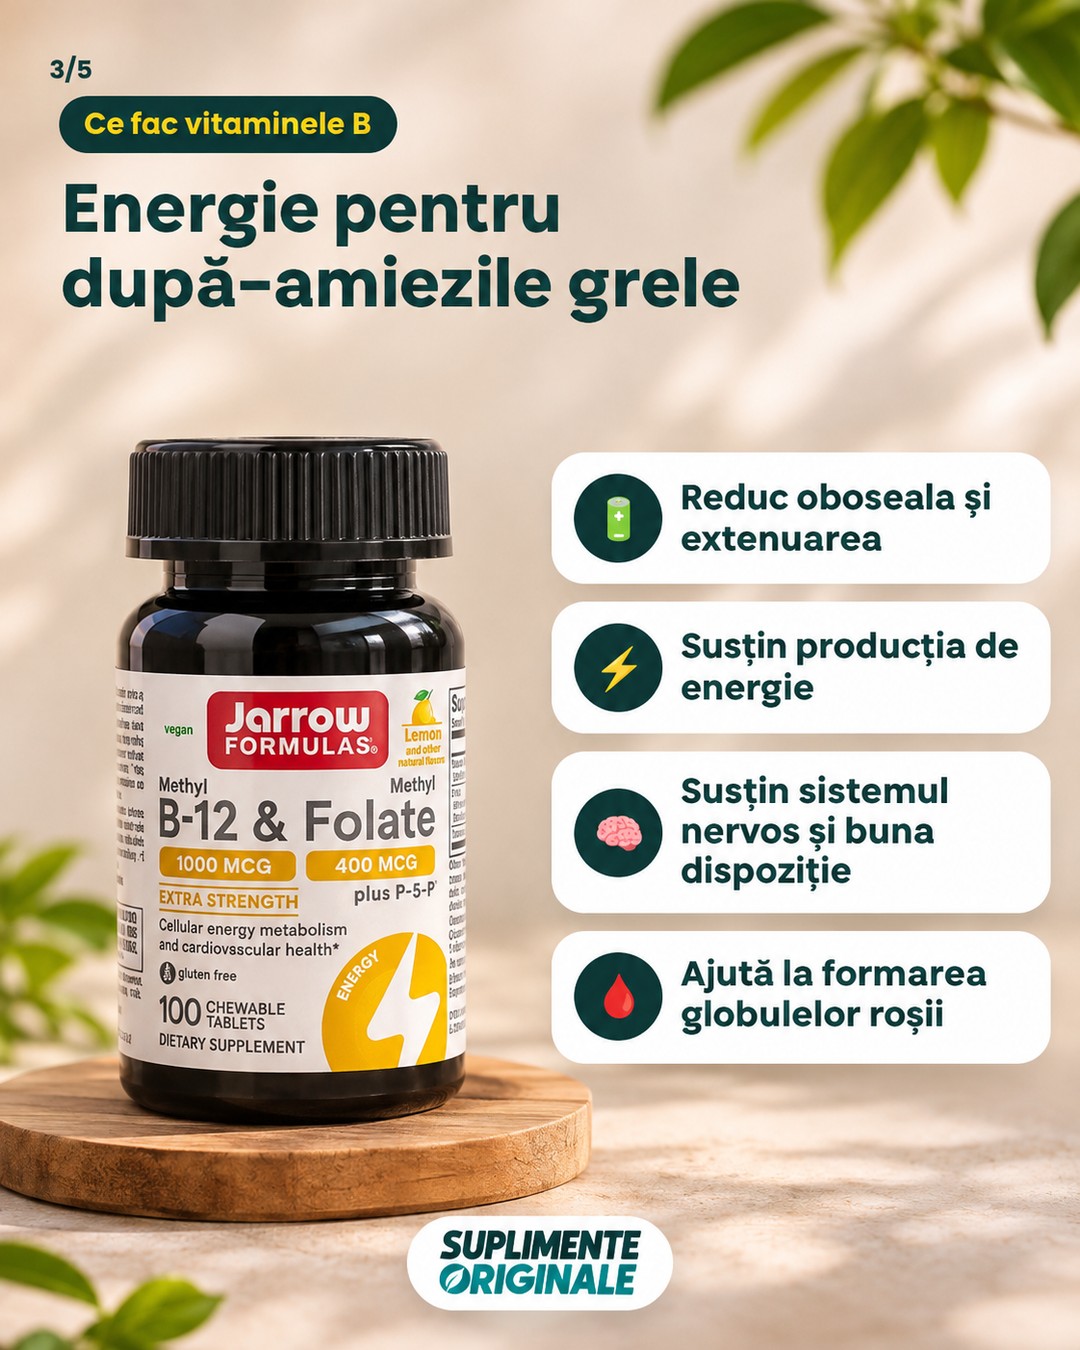 3/5
Ce fac vitaminele B
Energie pentru
după-amiezile grele
vegan
Jarrow
FORMULAS®
Lemon
and other
natural flavors
Methyl Methyl
B-12 & Folate
1000 MCG 400 MCG
EXTRA STRENGTH
plus P-5-P
Cellular energy metabolism
and cardiovascular health*
gluten free
ENERGY
100 CHEWABLE
TABLETS
DIETARY SUPPLEMENT
Reduc oboseala și
extenuarea
Susțin producția de
energie
Susțin sistemul
nervos și buna
dispoziție
Ajută la formarea
globulelor roșii
SUPLIMENTE
ORIGINALE